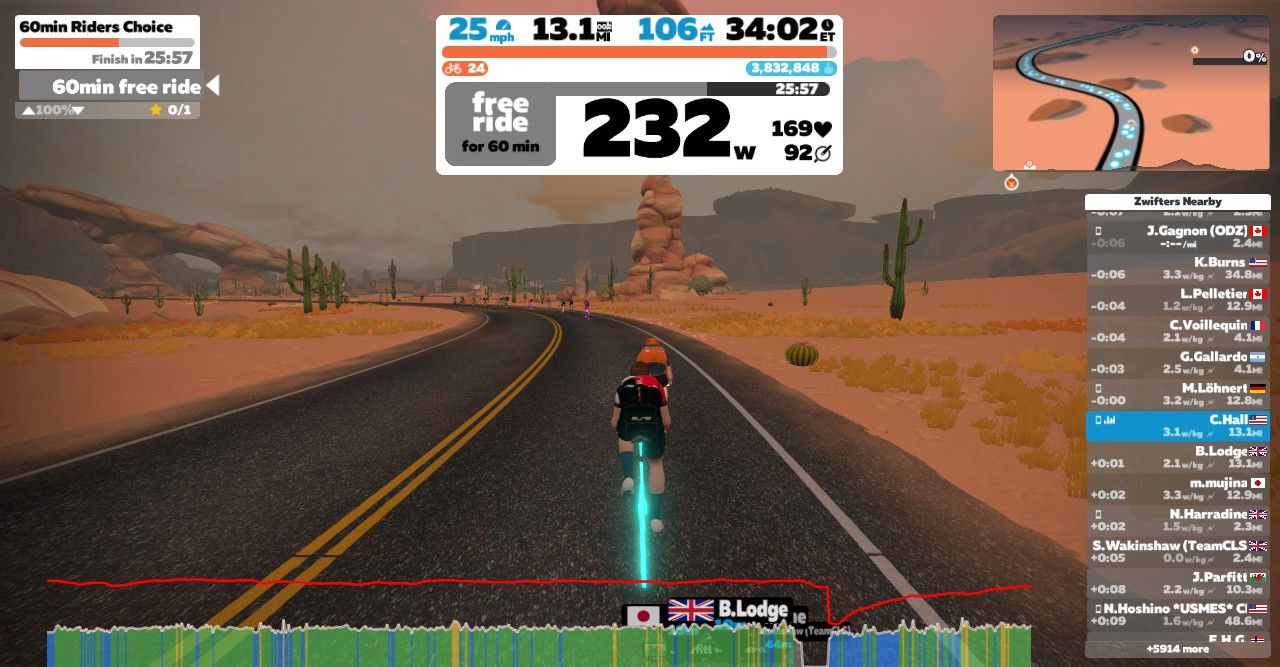 60min Riders Choice
Finish in 25:57
60min free ride
100%
0/1
25 mph 13.1 MI 106 FT 34:02 ET
24
3,832,848
25:57
free
ride
for 60 min
232 w
169
92
0%
Zwifters Nearby
J.Gagnon (ODZ)
-0:06 -:--/mi 2.4MI
K.Burns
-0:06 3.3w/kg 34.8MI
L.Pelletier
-0:04 1.2w/kg 12.9MI
C.Voillequin
-0:04 2.1w/kg 4.1MI
G.Gallardo
-0:03 2.5w/kg 4.1MI
M.Löhnert
-0:00 3.2w/kg 12.8MI
C.Hall
3.1w/kg 13.1MI
B.Lodge
+0:01 2.1w/kg 13.1MI
m.mujina
+0:02 3.3w/kg 12.9MI
N.Harradine
+0:02 1.5w/kg 2.3MI
S.Wakinshaw (TeamCLS
+0:05 0.0w/kg 2.4MI
J.Parfitt
+0:08 2.2w/kg 10.3MI
N.Hoshino *USMES* C
+0:09 1.6w/kg 48.6MI
+5914 more
B.Lodge